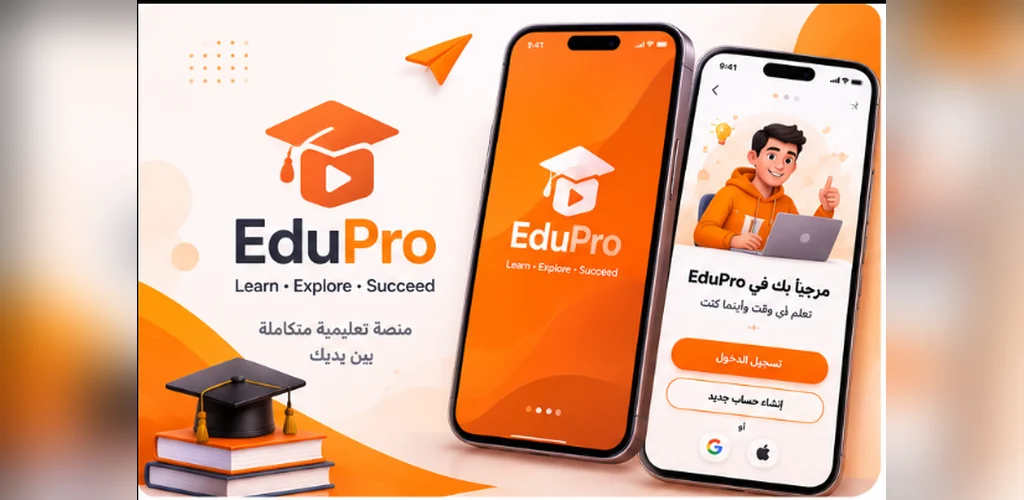 EduPro
Learn • Explore • Succeed
منصة تعليمية متكاملة
بين يديك
9:41
EduPro
Learn • Explore • Succeed
9:41
مرحباً بك في EduPro
تعلم في وقت وأينما كنت
تسجيل الدخول
إنشاء حساب جديد
أو